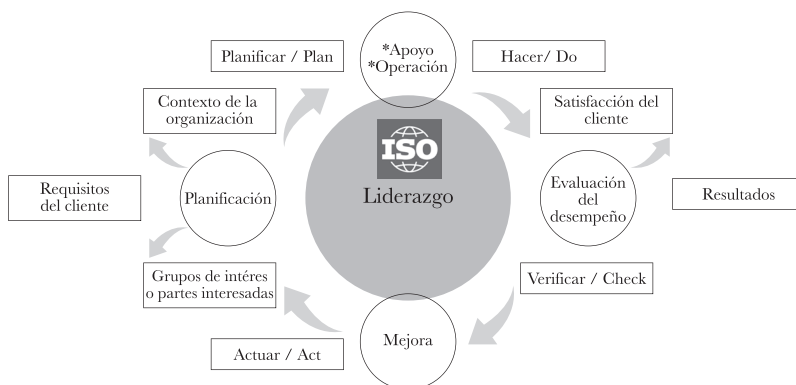 Planificar / Plan
*Apoyo
*Operación
Hacer/ Do
Contexto de la
organización
Satisfacción del
cliente
ISO
Liderazgo
Requisitos
del cliente
Planificación
Evaluación
del
desempeño
Resultados
Grupos de intéres
o partes interesadas
Verificar / Check
Mejora
Actuar / Act